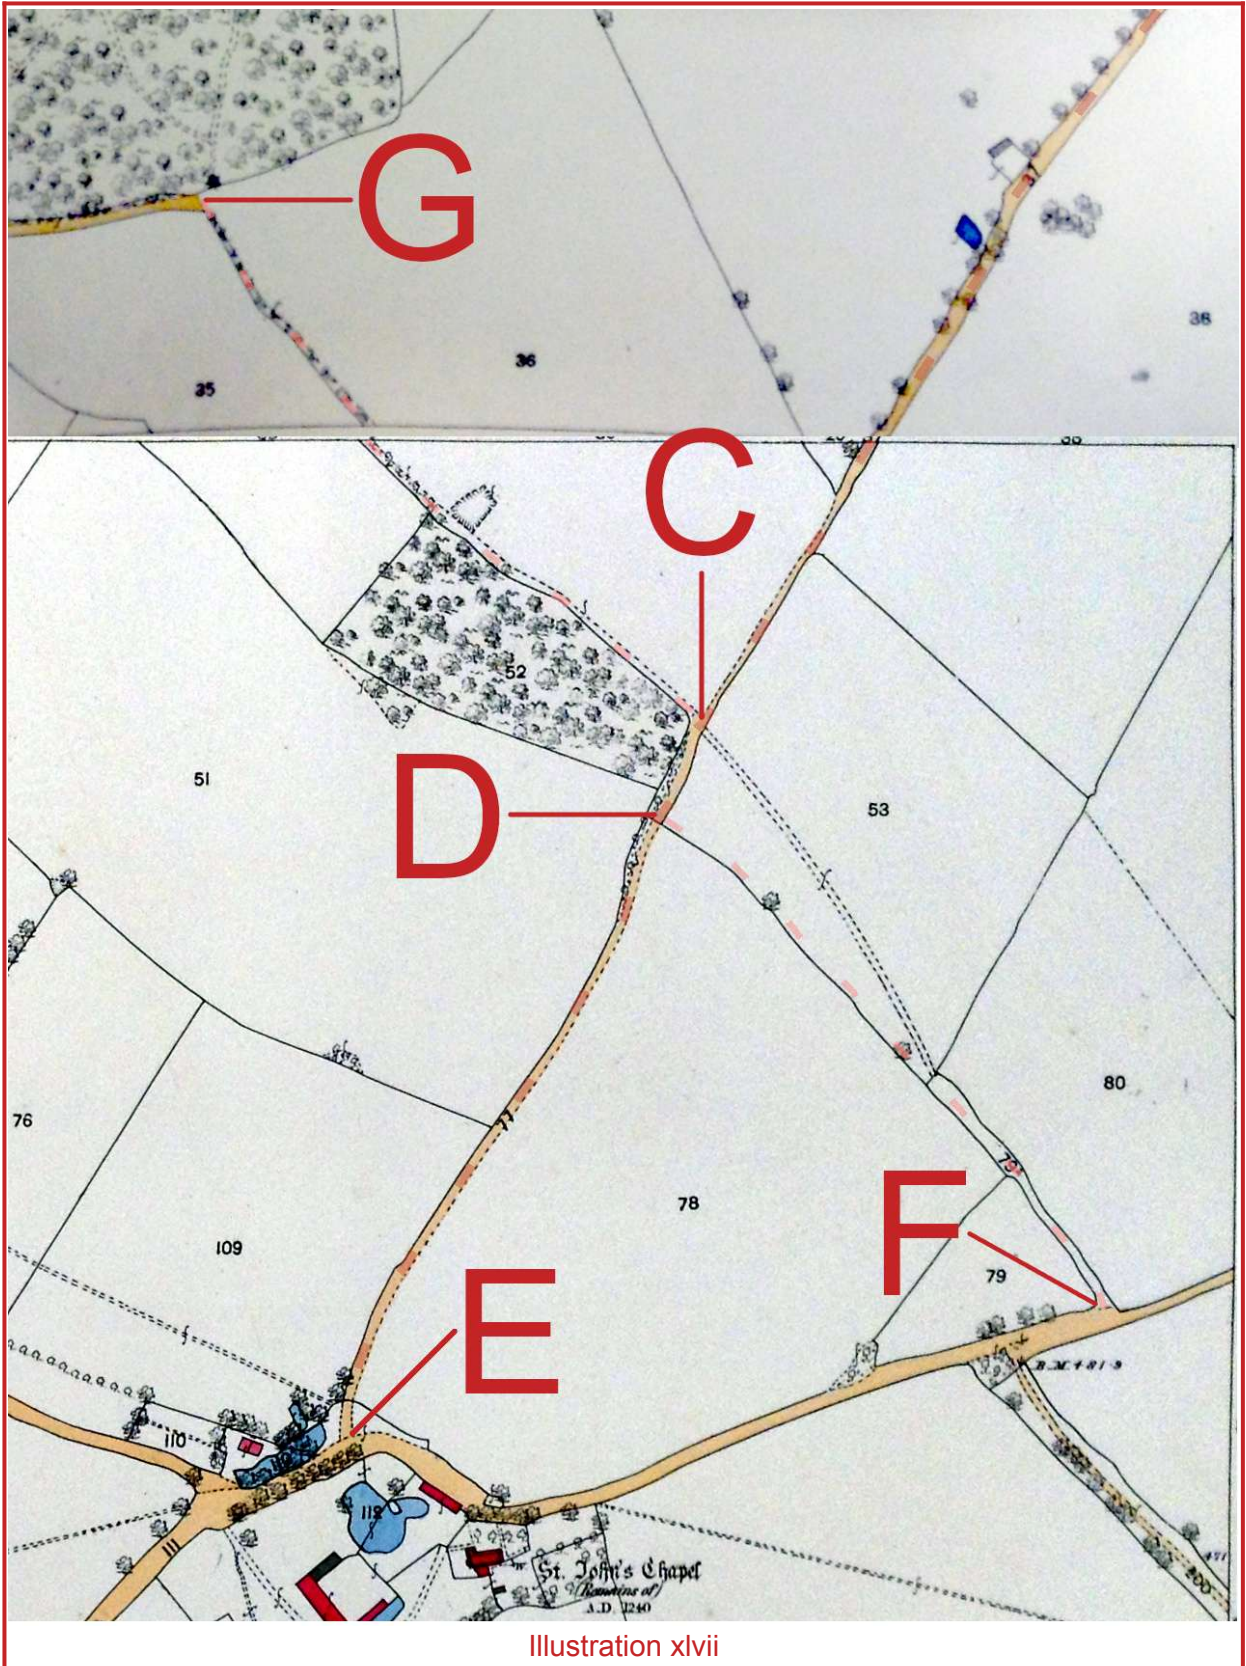 G
38
36
35
C
52
51
D
53
80
76
78
F
109
79
E
B.M. 481·9
110
112
111
St. John's Chapel
(Remains of)
A.D. 1240
Illustration xlvii